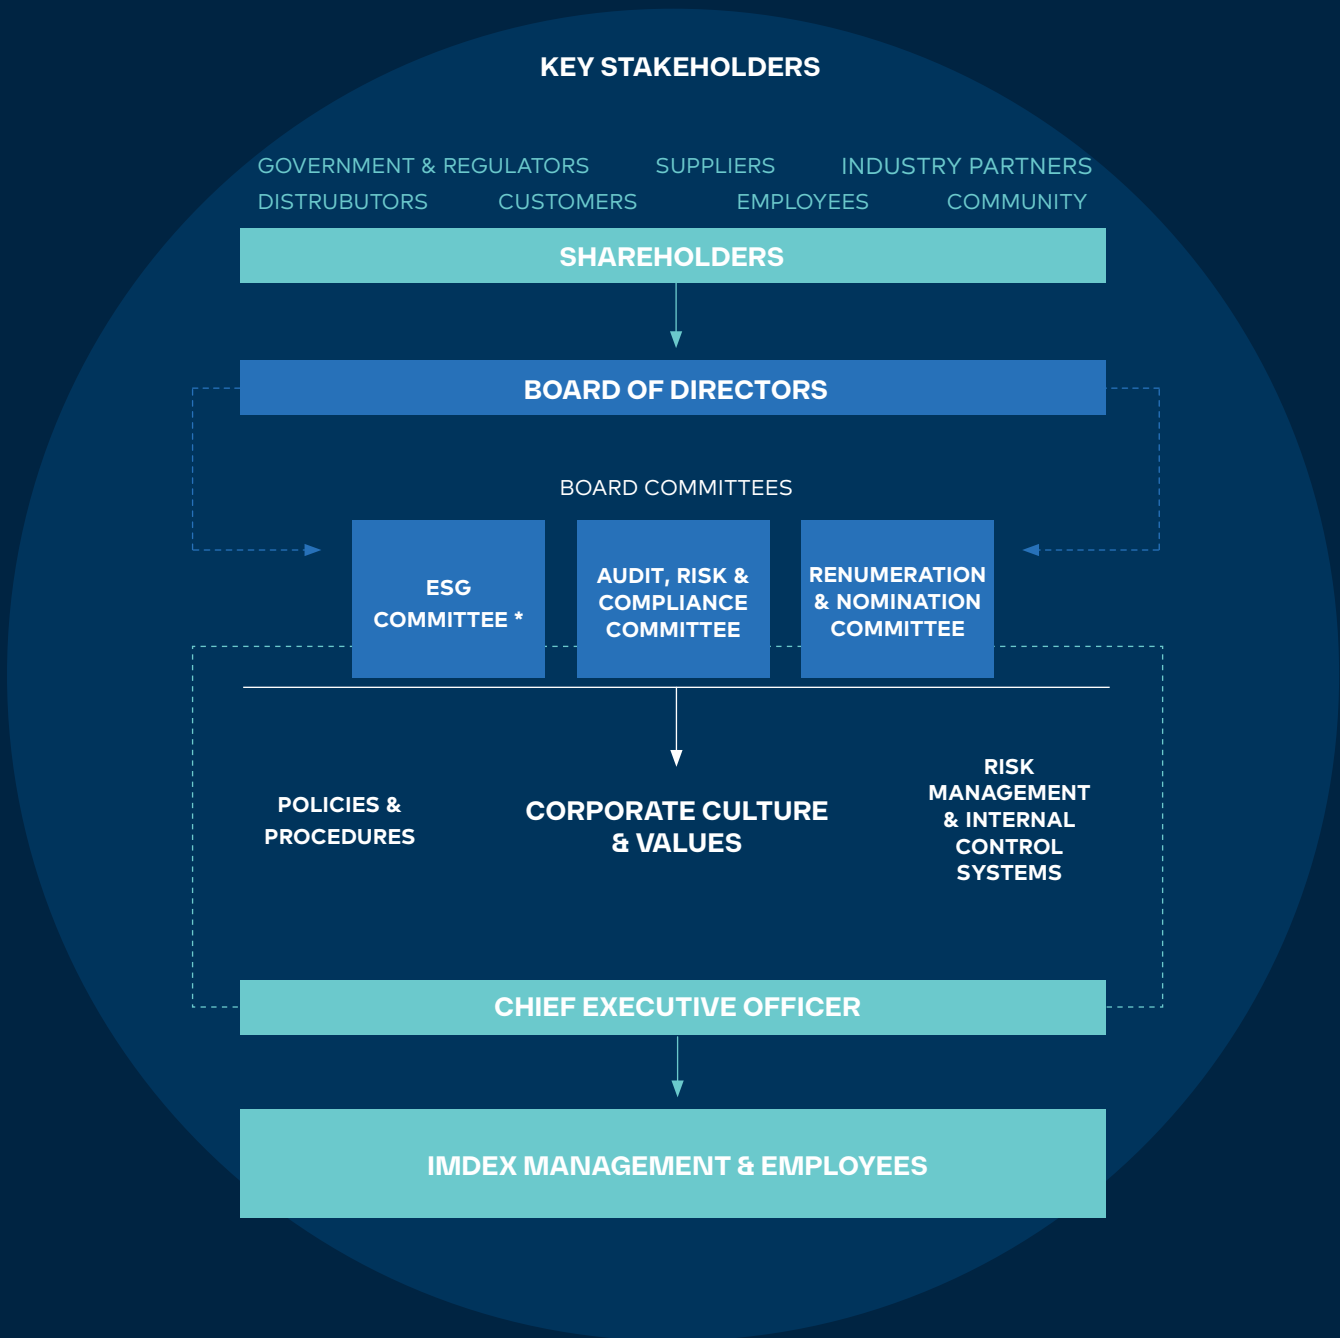 KEY STAKEHOLDERS
GOVERNMENT & REGULATORS SUPPLIERS INDUSTRY PARTNERS
DISTRUBUTORS CUSTOMERS EMPLOYEES COMMUNITY
SHAREHOLDERS
BOARD OF DIRECTORS
BOARD COMMITTEES
ESG
COMMITTEE *
AUDIT, RISK &
COMPLIANCE
COMMITTEE
RENUMERATION
& NOMINATION
COMMITTEE
POLICIES &
PROCEDURES
CORPORATE CULTURE
& VALUES
RISK
MANAGEMENT
& INTERNAL
CONTROL
SYSTEMS
CHIEF EXECUTIVE OFFICER
IMDEX MANAGEMENT & EMPLOYEES